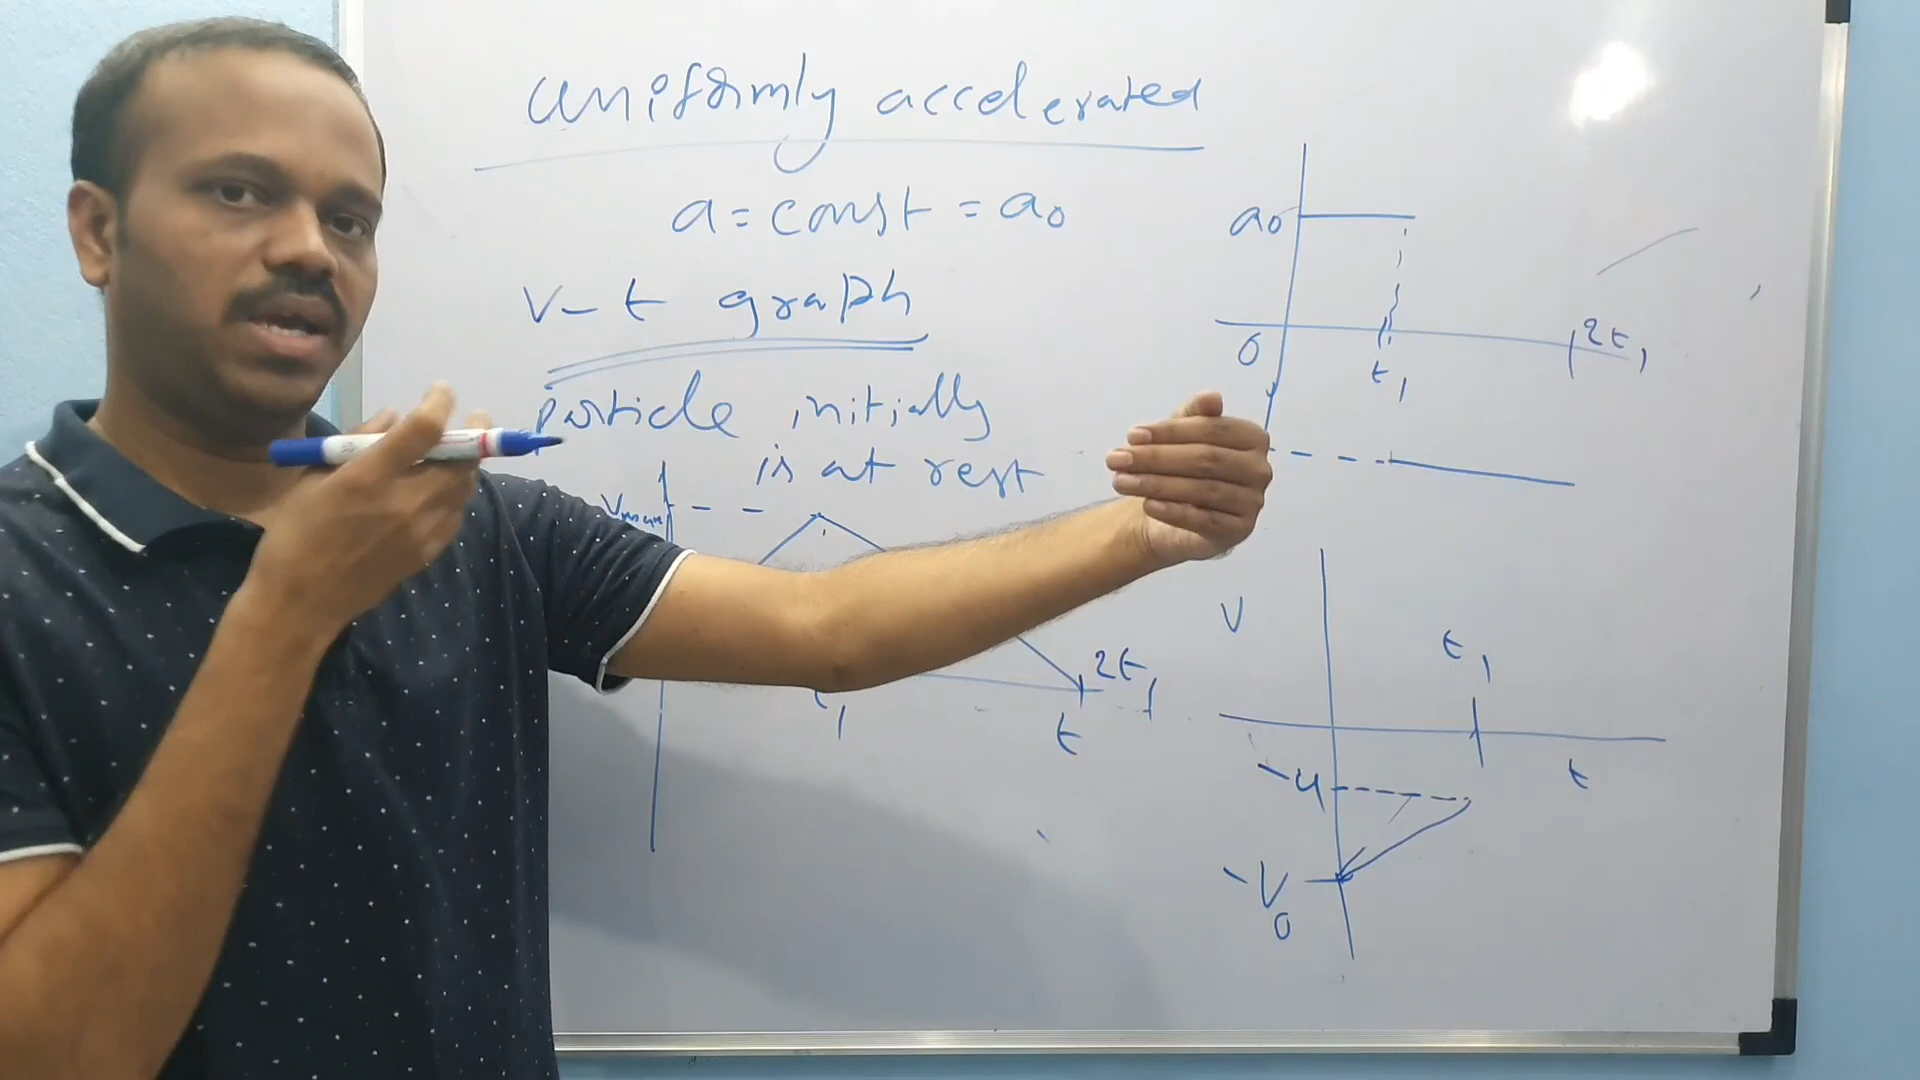 uniformly accelerated
a = const = a0
v-t graph
particle initially
is at rest
Vmax
t1
2t1
t
a0
0
t1
2t1
V
t1
t
-u
-V0